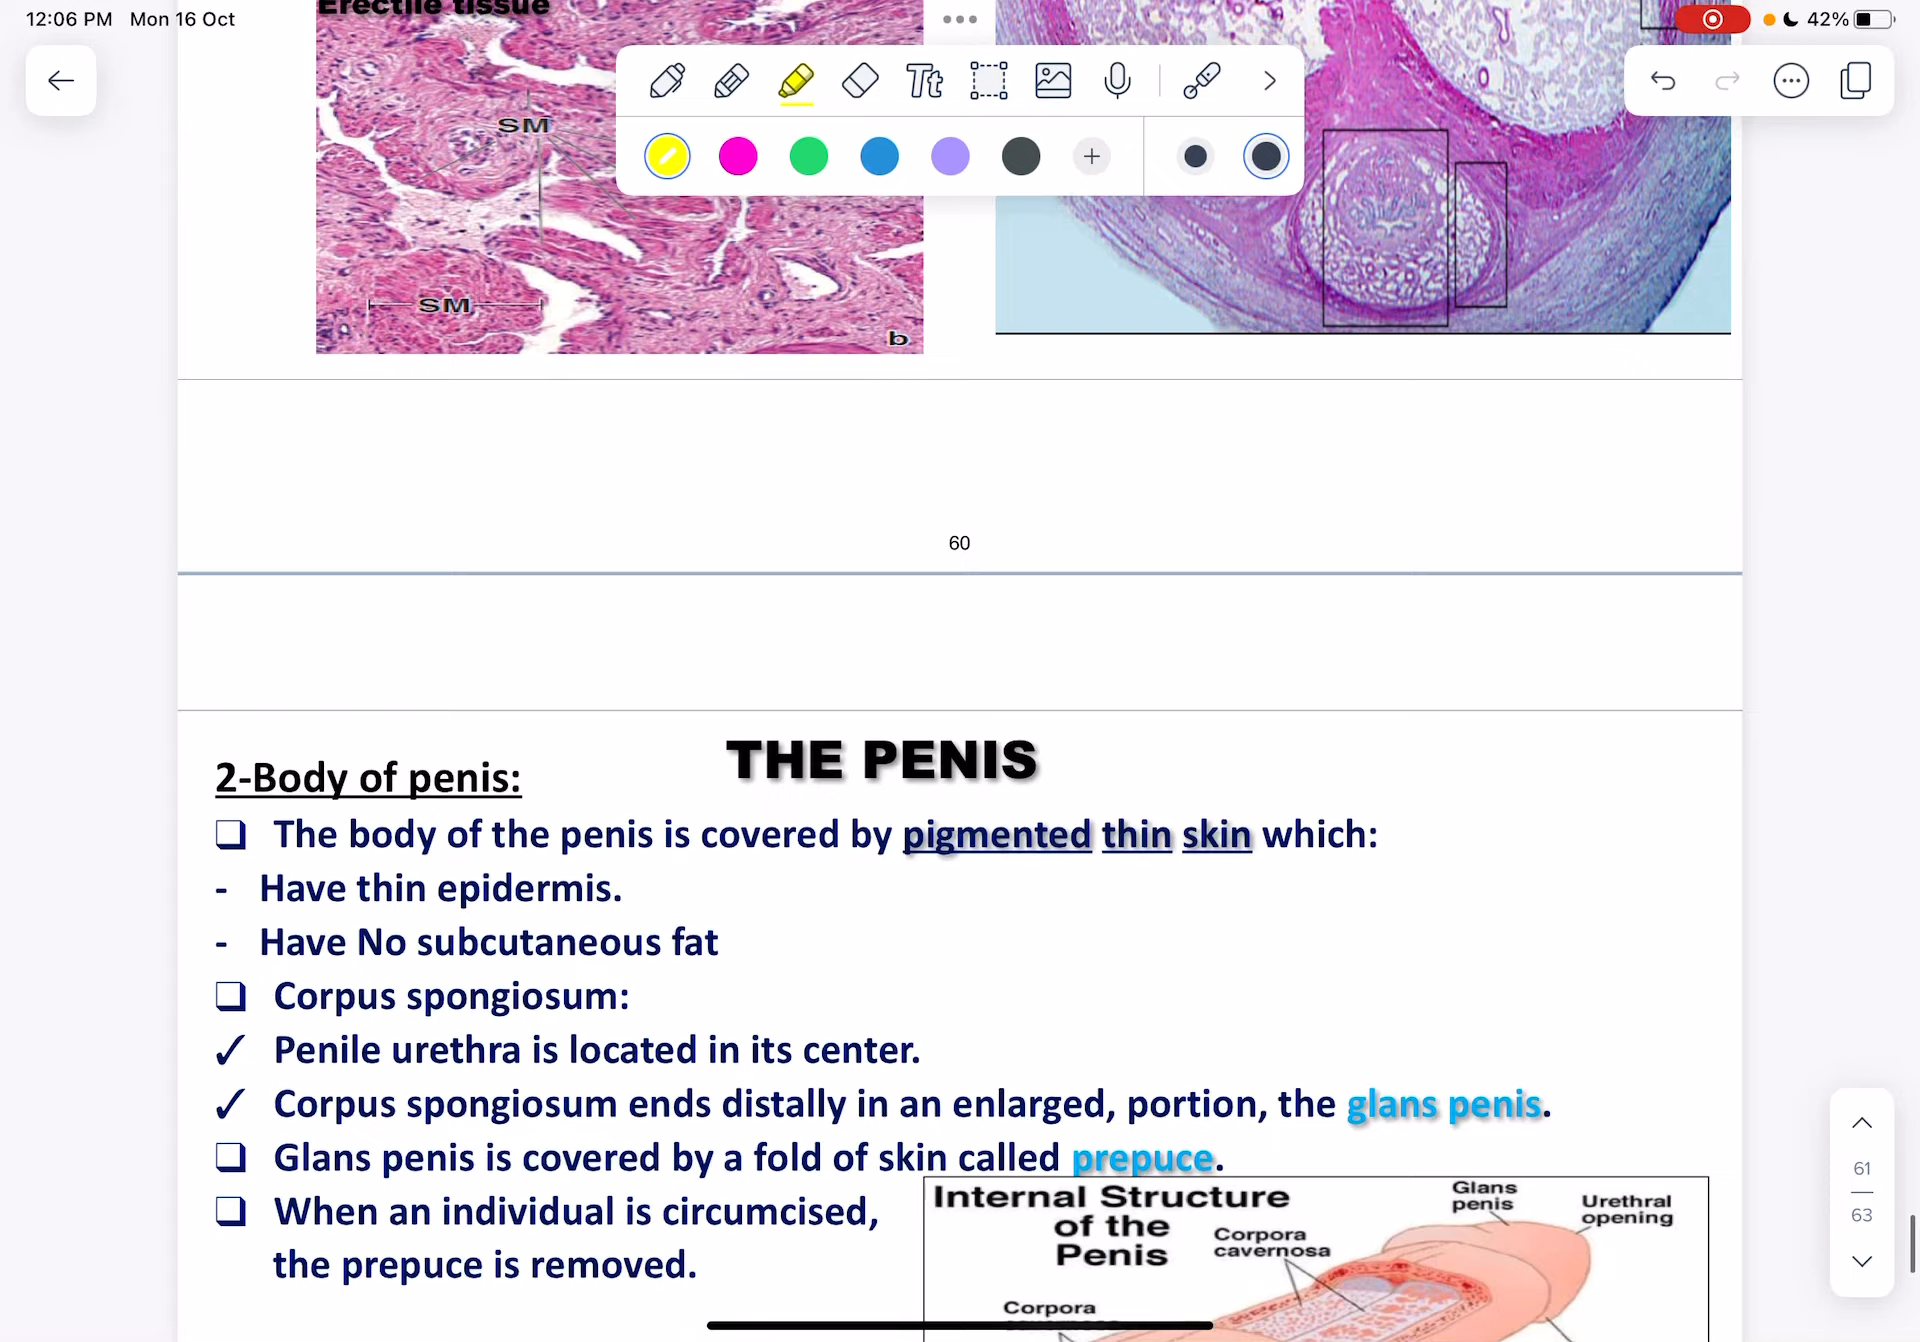 12:06 PM Mon 16 Oct
42%
Erectile tissue
Tt
SM
SM
b
60
THE PENIS
2-Body of penis:
❑ The body of the penis is covered by pigmented thin skin which:
- Have thin epidermis.
- Have No subcutaneous fat
❑ Corpus spongiosum:
✓ Penile urethra is located in its center.
✓ Corpus spongiosum ends distally in an enlarged, portion, the glans penis.
❑ Glans penis is covered by a fold of skin called prepuce.
❑ When an individual is circumcised,
the prepuce is removed.
Internal Structure
of the
Penis
Glans
penis
Urethral
opening
Corpora
cavernosa
Corpora
61
63